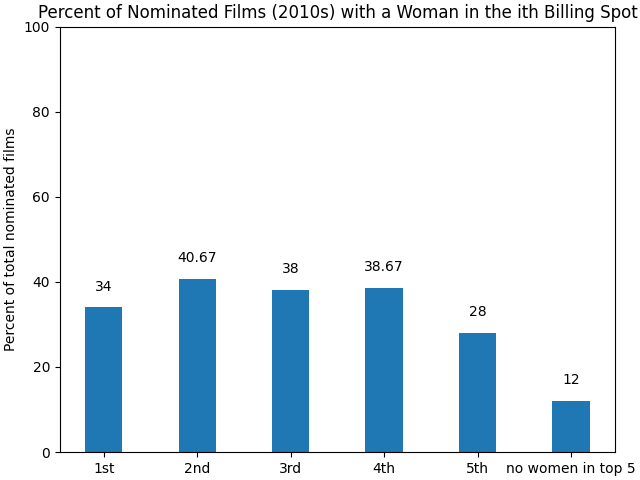 Percent of Nominated Films (2010s) with a Woman in the ith Billing Spot
Percent of total nominated films
100
80
60
40
20
0
34
40.67
38
38.67
28
12
1st
2nd
3rd
4th
5th
no women in top 5